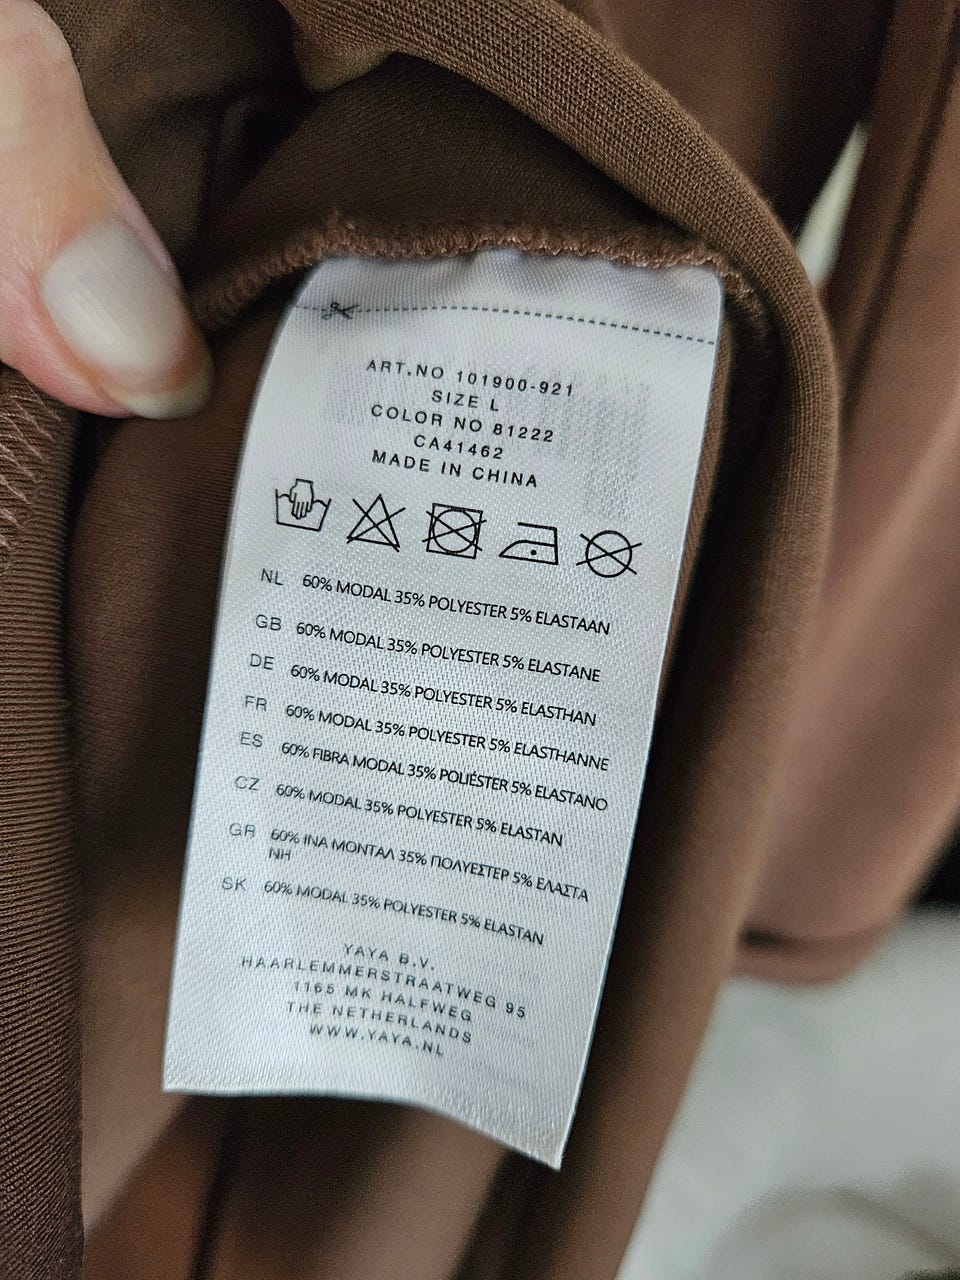 ART.NO 101900-921
SIZE L
COLOR NO 81222
CA41462
MADE IN CHINA
NL 60% MODAL 35% POLYESTER 5% ELASTAAN
GB 60% MODAL 35% POLYESTER 5% ELASTANE
DE 60% MODAL 35% POLYESTER 5% ELASTHAN
FR 60% MODAL 35% POLYESTER 5% ELASTHANNE
ES 60% FIBRA MODAL 35% POLIÉSTER 5% ELASTANO
CZ 60% MODAL 35% POLYESTER 5% ELASTAN
GR 60% ΙΝΑ ΜΟΝΤΑΛ 35% ΠΟΛΥΕΣΤΕΡ 5% ΕΛΑΣΤΑ
ΝΗ
SK 60% MODAL 35% POLYESTER 5% ELASTAN
YAYA B.V.
HAARLEMMERSTRAATWEG 95
1165 MK HALFWEG
THE NETHERLANDS
WWW.YAYA.NL